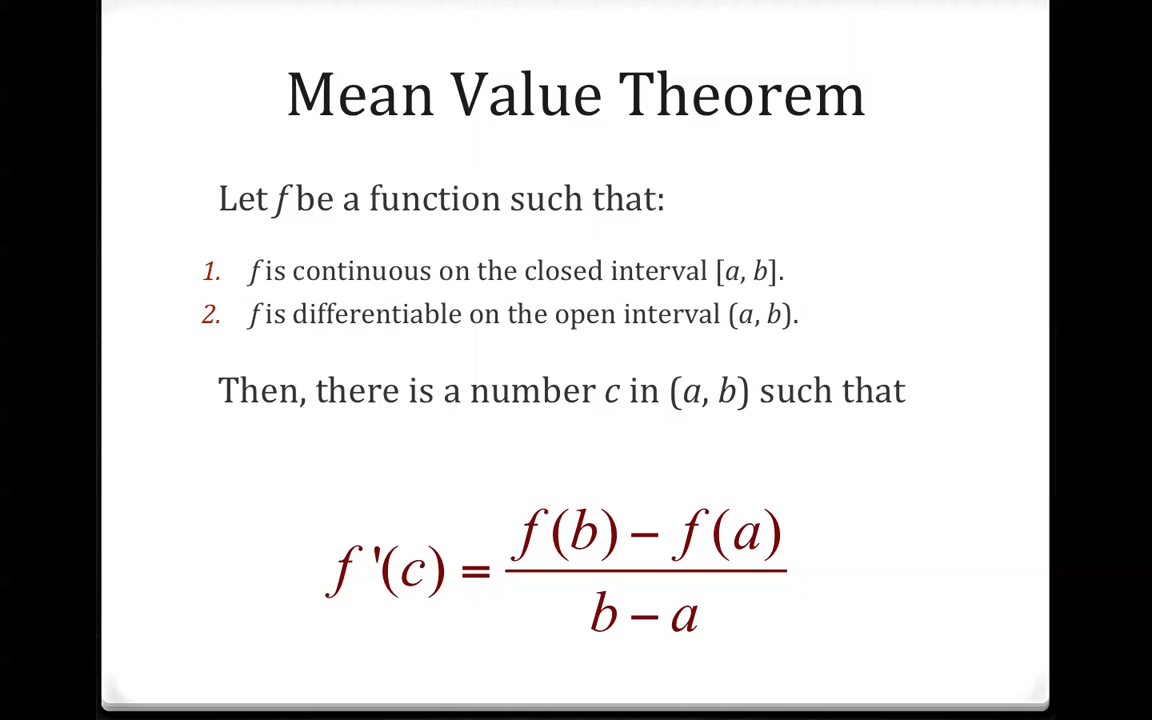 Mean Value Theorem
Let f be a function such that:
1. f is continuous on the closed interval [a, b].
2. f is differentiable on the open interval (a, b).
Then, there is a number c in (a, b) such that
f '(c) = \frac{f(b) − f(a)}{b − a}